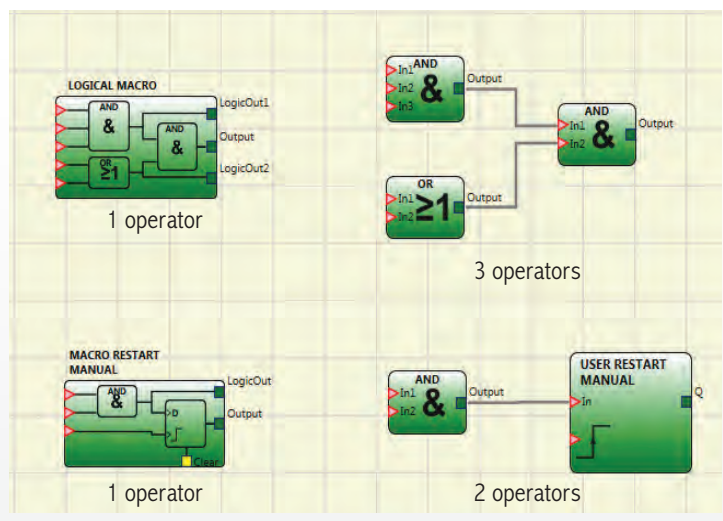 LOGICAL MACRO
AND
&
OR
≥1
AND
&
LogicOut1
Output
LogicOut2
1 operator
AND
In1
In2
In3
&
Output
OR
In1
In2
≥1
Output
AND
In1
In2
&
Output
3 operators
MACRO RESTART
MANUAL
AND
&
D
LogicOut
Output
Clear
1 operator
AND
In1
In2
&
Output
USER RESTART
MANUAL
In
Q
2 operators